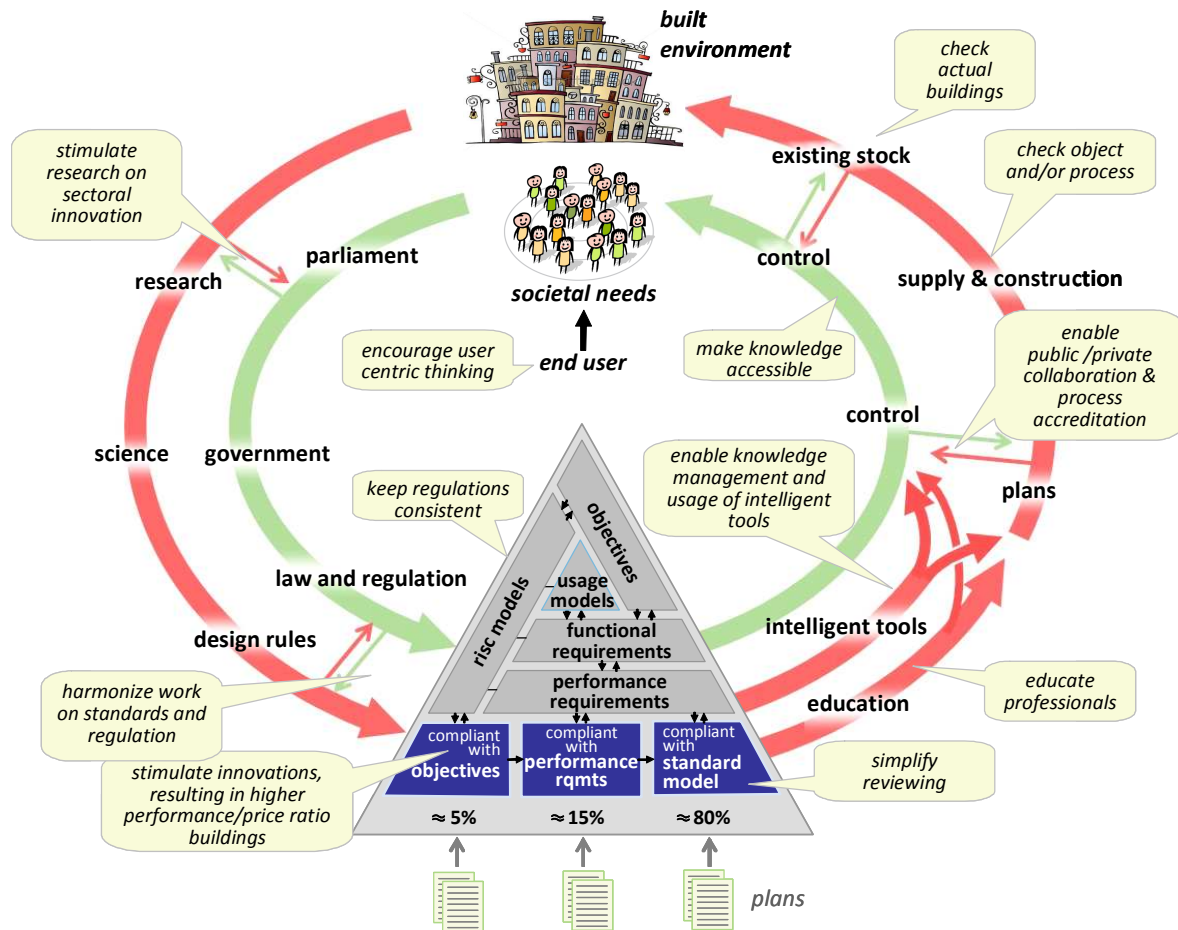 built
environment
check
actual
buildings
stimulate
research on
sectoral
innovation
existing stock
check object
and/or process
parliament
research
control
supply & construction
societal needs
encourage user
centric thinking
end user
make knowledge
accessible
enable
public /private
collaboration &
process
accreditation
control
science
government
keep regulations
consistent
enable knowledge
management and
usage of intelligent
tools
plans
objectives
usage
models
risc models
law and regulation
design rules
functional
requirements
intelligent tools
performance
requirements
education
harmonize work
on standards and
regulation
educate
professionals
compliant with
objectives
compliant
with
performance
rqmts
compliant
with
standard
model
simplify
reviewing
stimulate innovations,
resulting in higher
performance/price ratio
buildings
≈ 5%
≈ 15%
≈ 80%
plans